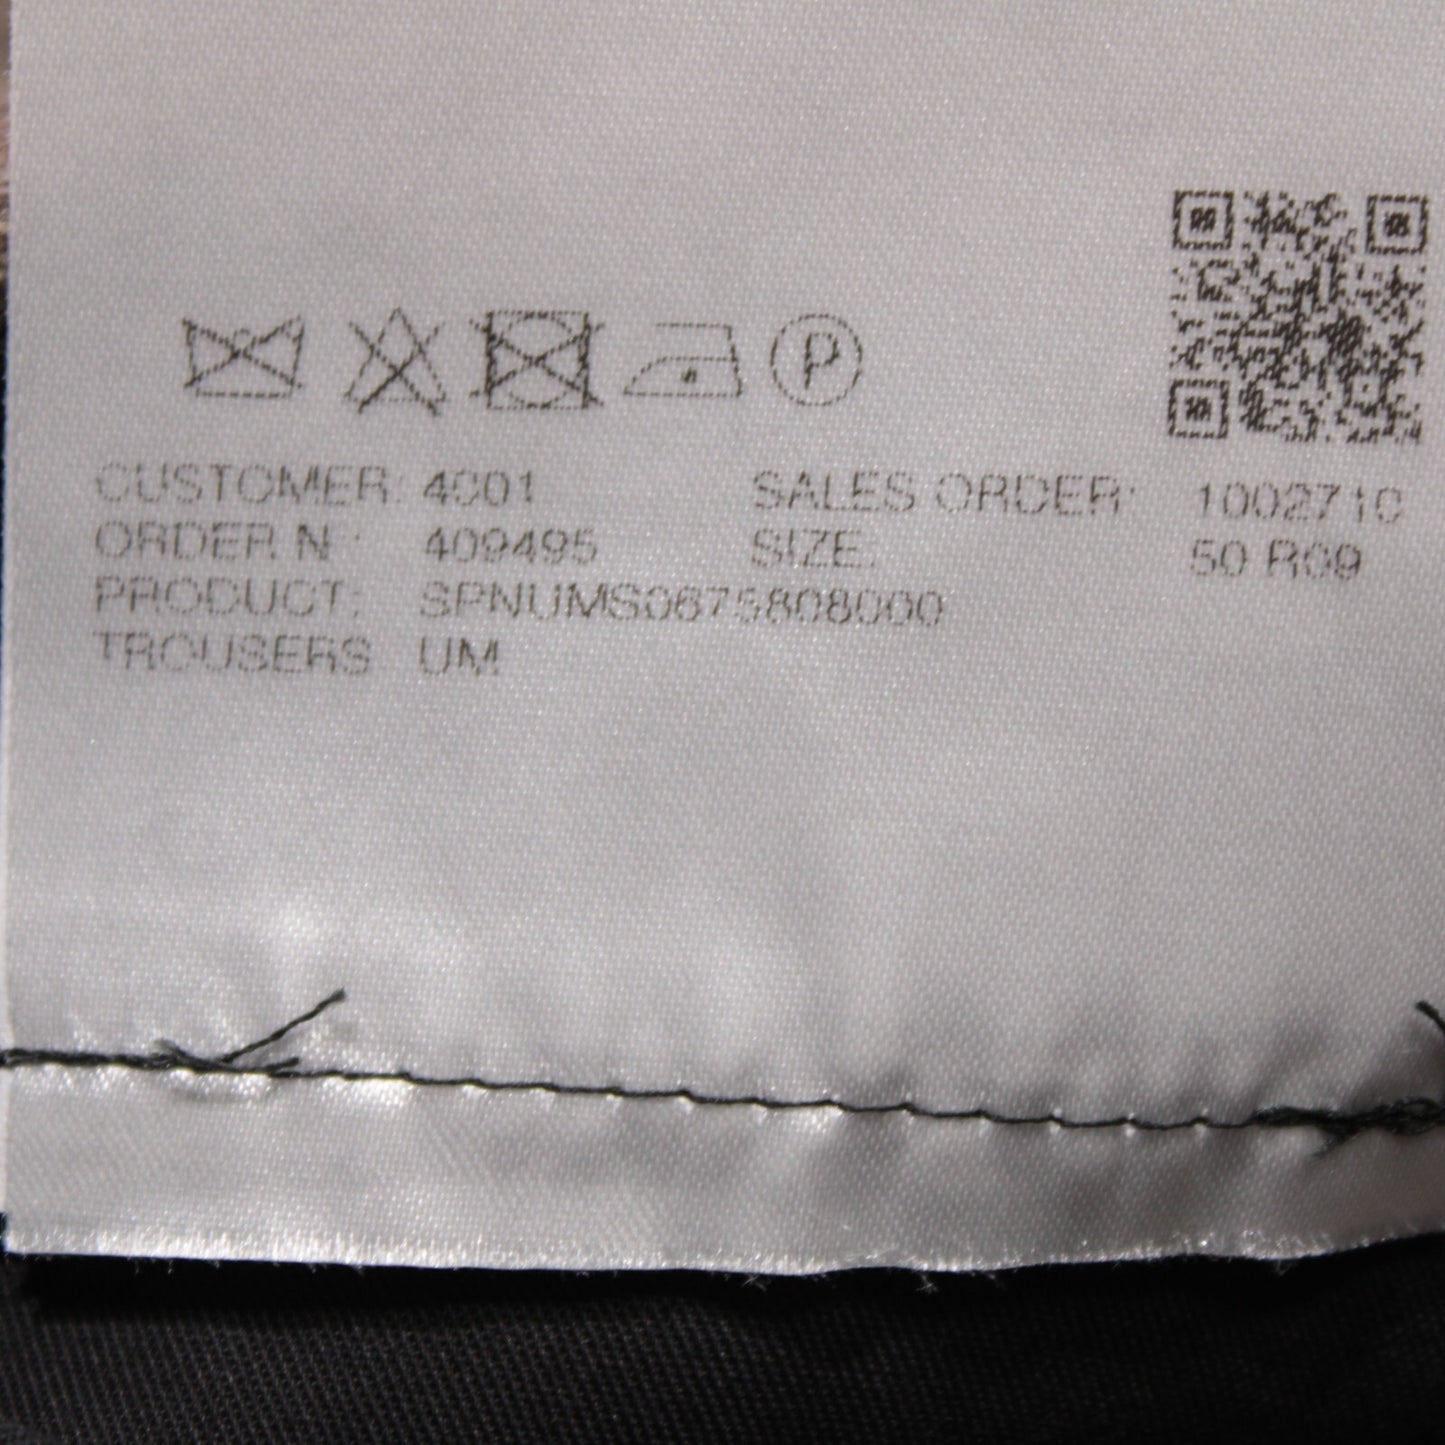 P
CUSTOMER: 4001 SALES ORDER: 1002710
ORDER N.: 409495 SIZE: 50 R09
PRODUCT: SPNUMS0675808000
TROUSERS UM